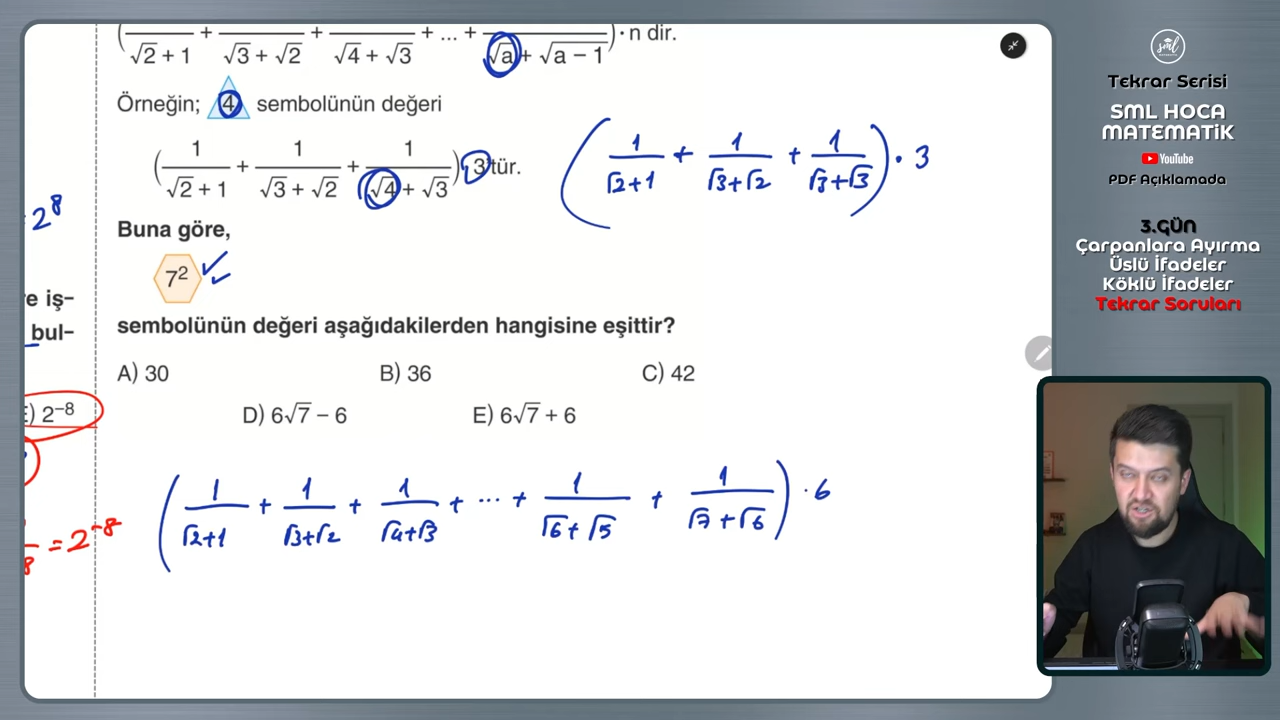 (1/(√2 + 1) + 1/(√3 + √2) + 1/(√4 + √3) + ... + 1/(√a + √a − 1)) · n dir.
Örneğin; 4 sembolünün değeri
(1/(√2 + 1) + 1/(√3 + √2) + 1/(√4 + √3)) · 3 tür.
(1/(√2+1) + 1/(√3+√2) + 1/(√3+√3)) · 3
Buna göre,
7²
sembolünün değeri aşağıdakilerden hangisine eşittir?
A) 30 B) 36 C) 42
D) 6√7 − 6 E) 6√7 + 6
(1/(√2+1) + 1/(√3+√2) + 1/(√4+√3) + ... + 1/(√6+√5) + 1/(√7+√6)) · 6
2⁸
e iş-
bul-
) 2⁻⁸
8 = 2⁻⁸
sml
Tekrar Serisi
SML HOCA
MATEMATİK
YouTube
PDF Açıklamada
3.GÜN
Çarpanlara Ayırma
Üslü İfadeler
Köklü İfadeler
Tekrar Soruları